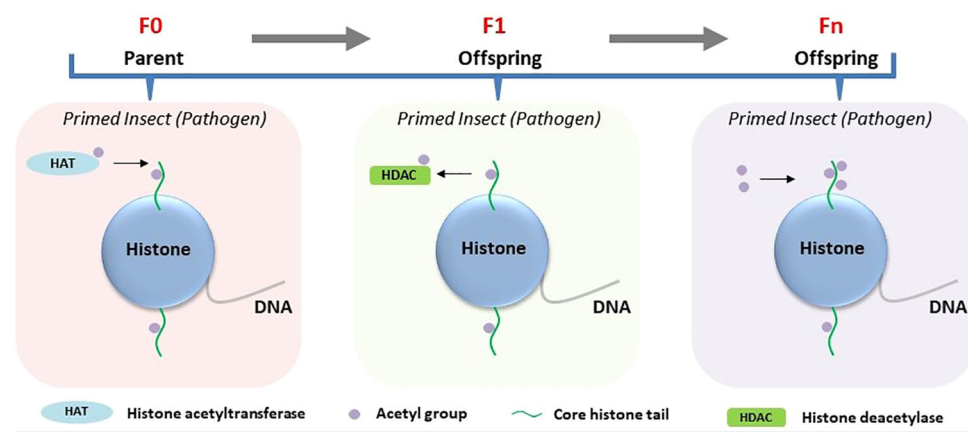 F0 F1 Fn
Parent Offspring Offspring
Primed Insect (Pathogen) Primed Insect (Pathogen) Primed Insect (Pathogen)
HAT HDAC
Histone Histone Histone
DNA DNA DNA
HAT Histone acetyltransferase Acetyl group Core histone tail HDAC Histone deacetylase